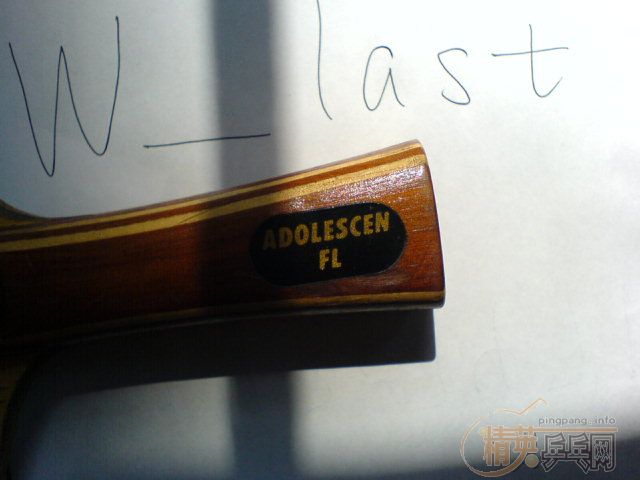 W_last
ADOLESCEN
FL
pingpang.info
精英乒乓网